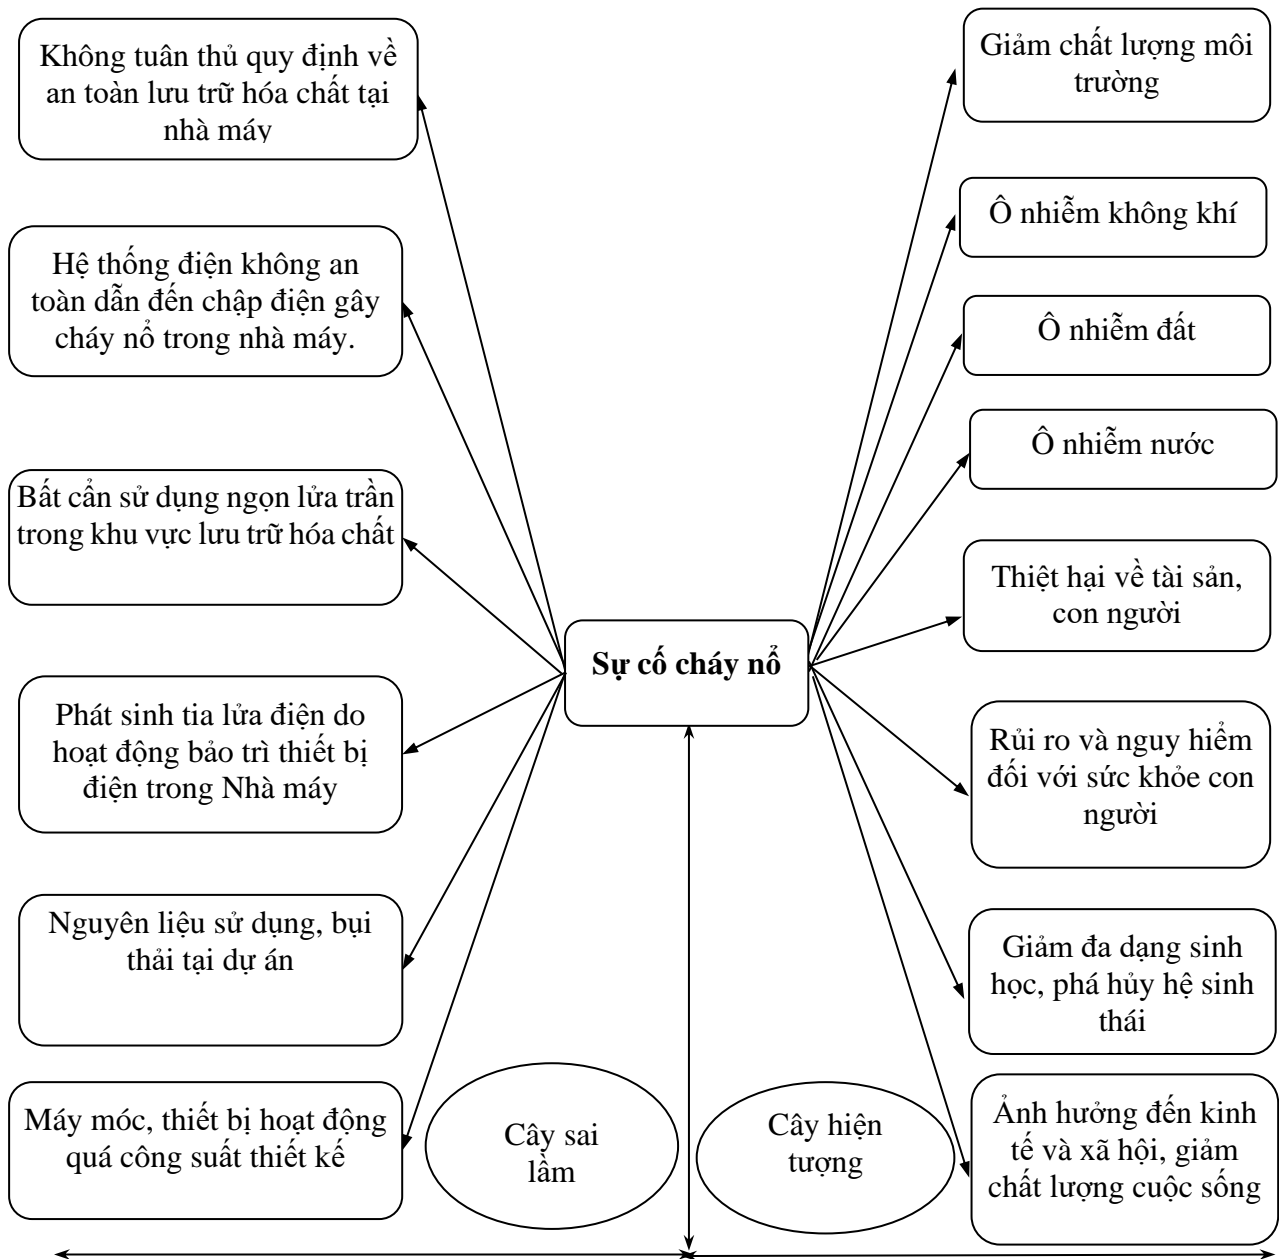 Không tuân thủ quy định về
an toàn lưu trữ hóa chất tại
nhà máy
Hệ thống điện không an
toàn dẫn đến chập điện gây
cháy nổ trong nhà máy.
Bất cẩn sử dụng ngọn lửa trần
trong khu vực lưu trữ hóa chất
Phát sinh tia lửa điện do
hoạt động bảo trì thiết bị
điện trong Nhà máy
Nguyên liệu sử dụng, bụi
thải tại dự án
Máy móc, thiết bị hoạt động
quá công suất thiết kế
Sự cố cháy nổ
Cây sai
lầm
Cây hiện
tượng
Giảm chất lượng môi
trường
Ô nhiễm không khí
Ô nhiễm đất
Ô nhiễm nước
Thiệt hại về tài sản,
con người
Rủi ro và nguy hiểm
đối với sức khỏe con
người
Giảm đa dạng sinh
học, phá hủy hệ sinh
thái
Ảnh hưởng đến kinh
tế và xã hội, giảm
chất lượng cuộc sống